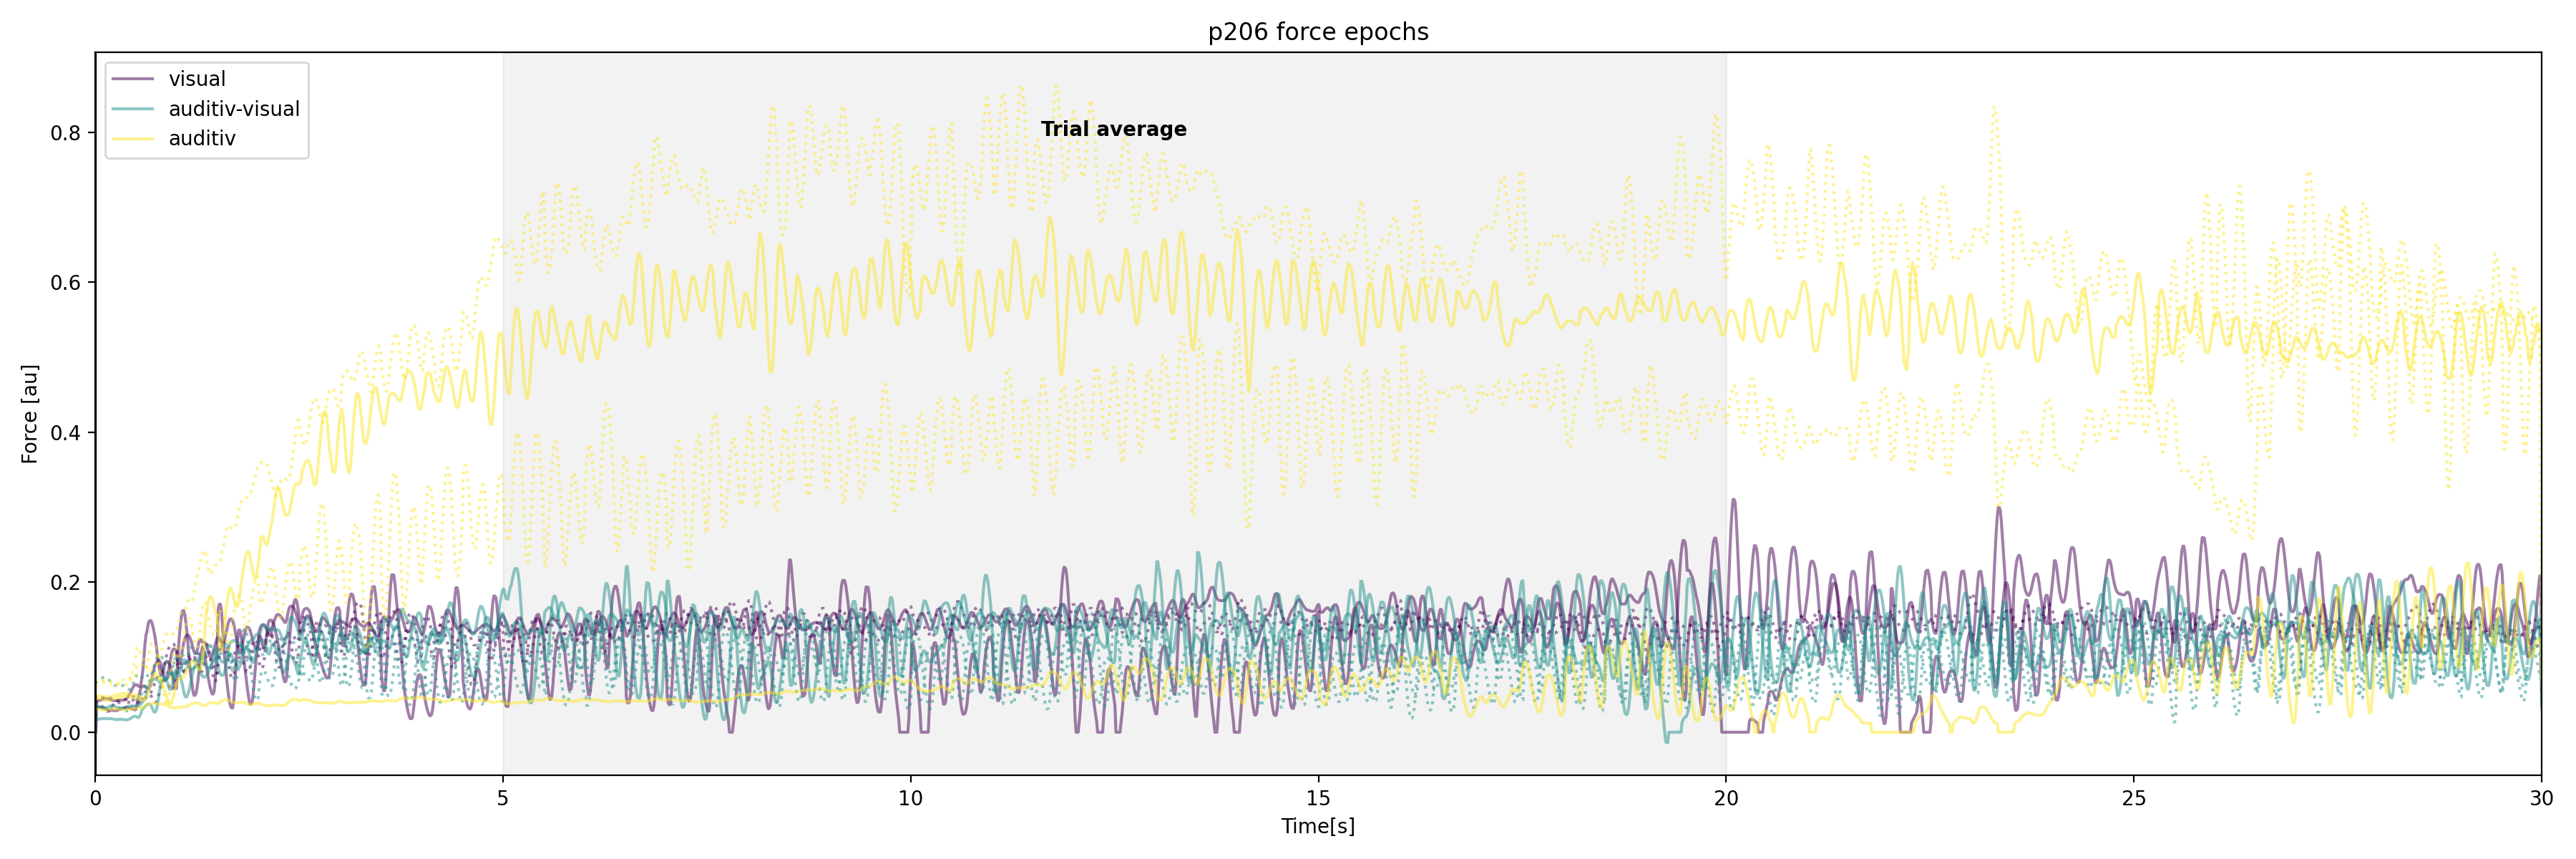 p206 force epochs
visual
auditiv-visual
auditiv
Trial average
Force [au]
0.8
0.6
0.4
0.2
0.0
0 5 10 15 20 25 30
Time[s]